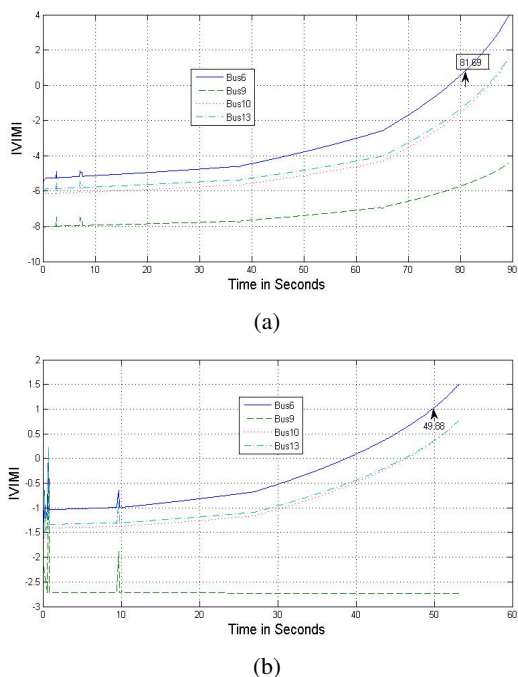 4
2
0
-2
-4
-6
-8
-10
IVIMI
Bus6
Bus9
Bus10
Bus13
81.69
0 10 20 30 40 50 60 70 80 90
Time in Seconds
(a)
2
1.5
1
0.5
0
-0.5
-1
-1.5
-2
-2.5
-3
IVIMI
Bus6
Bus9
Bus10
Bus13
49.88
0 10 20 30 40 50 60
Time in Seconds
(b)